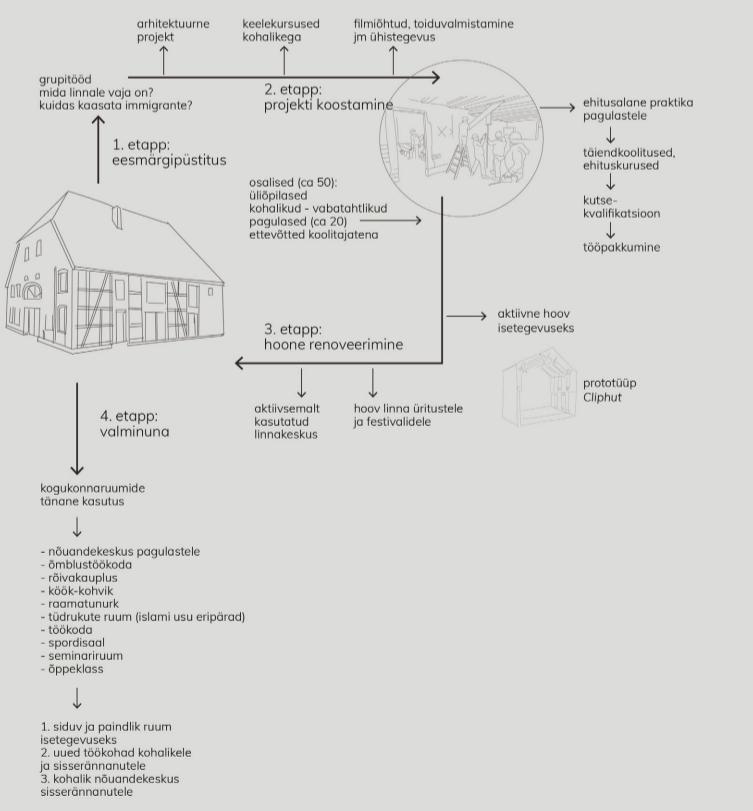 arhitektuurne
projekt
keelekursused
kohalikega
filmiõhtud, toiduvalmistamine
jm ühistegevus
grupitööd
mida linnale vaja on?
kuidas kaasata immigrante?
2. etapp:
projekti koostamine
1. etapp:
eesmärgipüstitus
ehitusalane praktika
pagulastele
täiendkoolitused,
ehituskurused
kutse-
kvalifikatsioon
tööpakkumine
osalised (ca 50):
üliõpilased
kohalikud - vabatahtlikud
pagulased (ca 20)
ettevõtted koolitajatena
3. etapp:
hoone renoveerimine
aktiivne hoov
isetegevuseks
prototüüp
Cliphut
aktiivsemalt
kasutatud
linnakeskus
hoov linna üritustele
ja festivalidele
4. etapp:
valminuna
kogukonnaruumide
tänane kasutus
- nõuandekeskus pagulastele
- õmblustöökoda
- rõivakauplus
- köök-kohvik
- raamatunurk
- tüdrukute ruum (islami usu eripärad)
- töökoda
- spordisaal
- seminariruum
- õppeklass
1. siduv ja paindlik ruum
isetegevuseks
2. uued töökohad kohalikele
ja sisserännanutele
3. kohalik nõuandekeskus
sisserännanutele